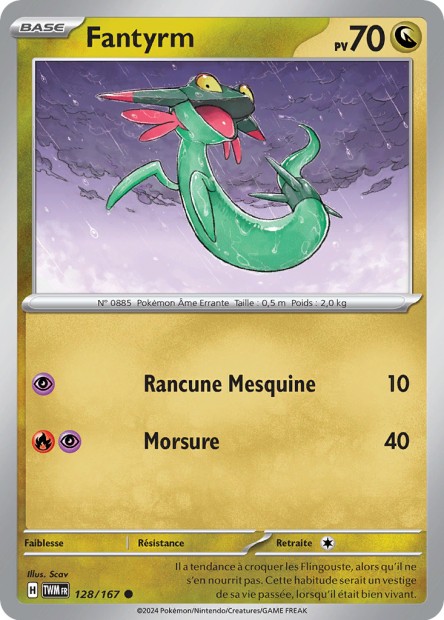 BASE
Fantyrm
PV 70
N° 0885 Pokémon Âme Errante Taille : 0,5 m Poids : 2,0 kg
Rancune Mesquine 10
Morsure 40
Faiblesse Résistance Retraite
Illus. Scav
H TWM FR 128/167
Il a tendance à croquer les Flingouste, alors qu'il ne
s'en nourrit pas. Cette habitude serait un vestige
de sa vie passée, lorsqu'il était bien vivant.
©2024 Pokémon/Nintendo/Creatures/GAME FREAK